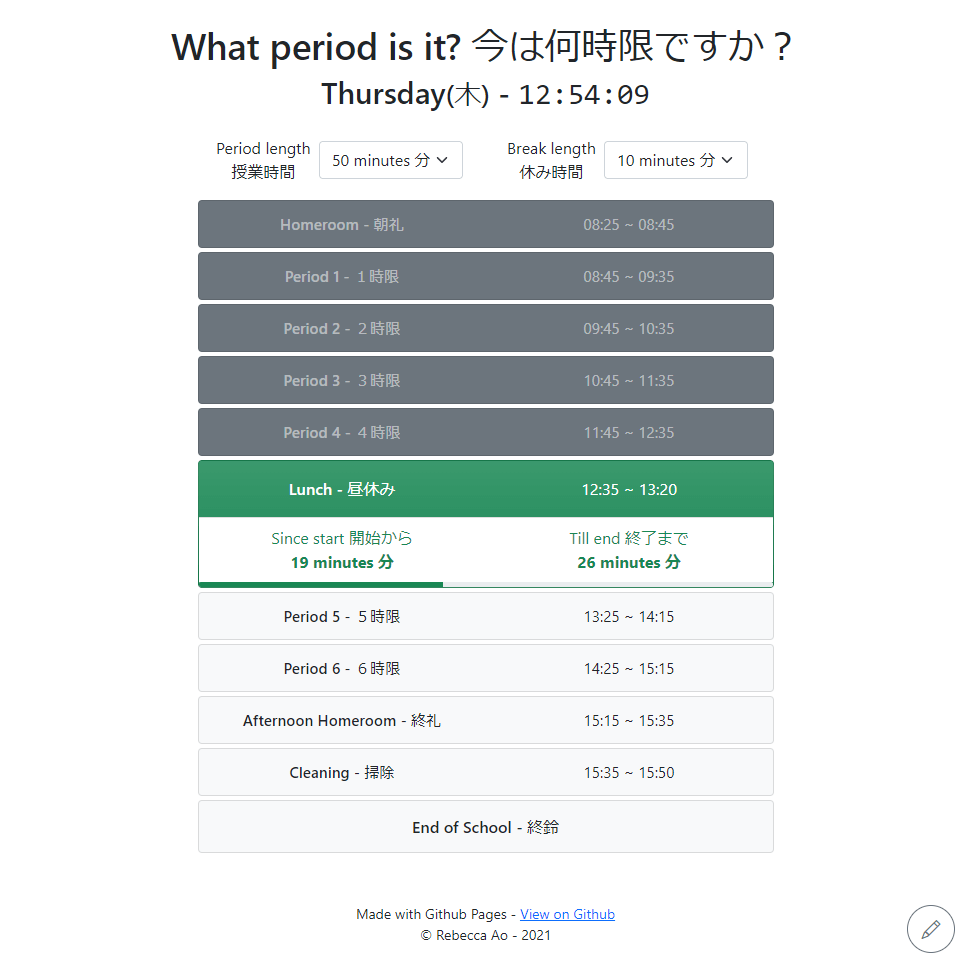 What period is it? 今は何時限ですか？
Thursday(木) - 12:54:09
Period length
授業時間
50 minutes 分
Break length
休み時間
10 minutes 分
Homeroom - 朝礼 08:25 ~ 08:45
Period 1 - １時限 08:45 ~ 09:35
Period 2 - ２時限 09:45 ~ 10:35
Period 3 - ３時限 10:45 ~ 11:35
Period 4 - ４時限 11:45 ~ 12:35
Lunch - 昼休み 12:35 ~ 13:20
Since start 開始から
19 minutes 分
Till end 終了まで
26 minutes 分
Period 5 - ５時限 13:25 ~ 14:15
Period 6 - ６時限 14:25 ~ 15:15
Afternoon Homeroom - 終礼 15:15 ~ 15:35
Cleaning - 掃除 15:35 ~ 15:50
End of School - 終鈴
Made with Github Pages - View on Github
© Rebecca Ao - 2021